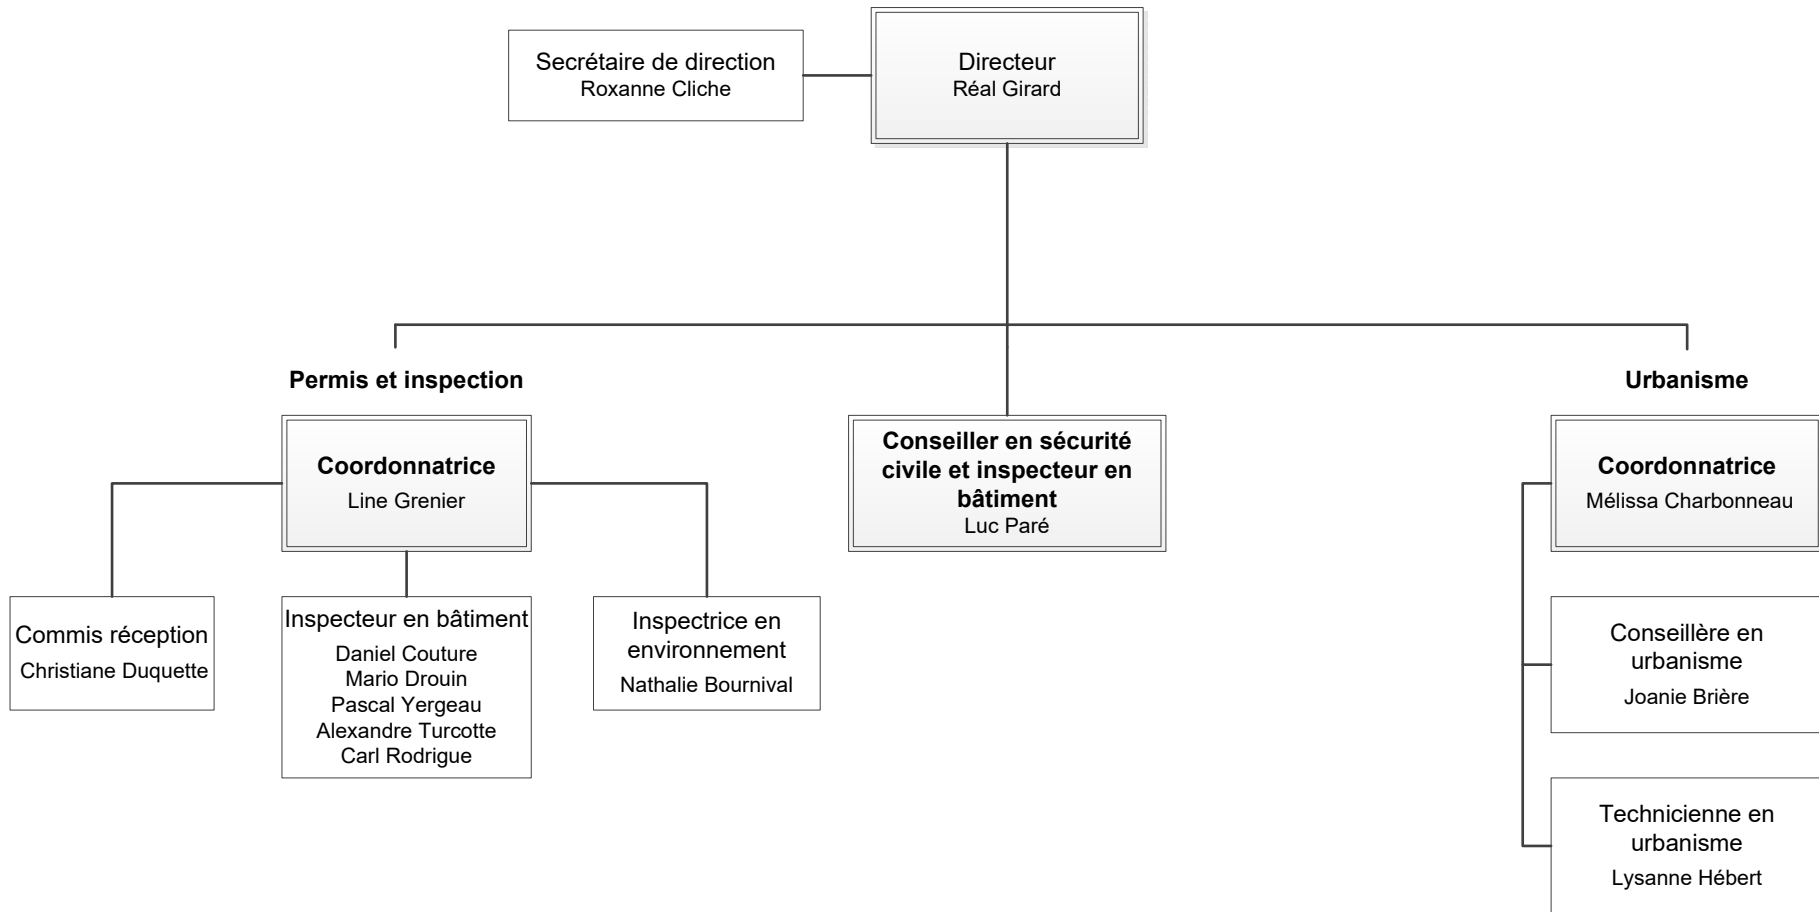 Secrétaire de direction
Roxanne Cliche
Directeur
Réal Girard
Permis et inspection
Urbanisme
Coordonnatrice
Line Grenier
Conseiller en sécurité
civile et inspecteur en
bâtiment
Luc Paré
Coordonnatrice
Mélissa Charbonneau
Commis réception
Christiane Duquette
Inspecteur en bâtiment
Daniel Couture
Mario Drouin
Pascal Yergeau
Alexandre Turcotte
Carl Rodrigue
Inspectrice en
environnement
Nathalie Bournival
Conseillère en
urbanisme
Joanie Brière
Technicienne en
urbanisme
Lysanne Hébert